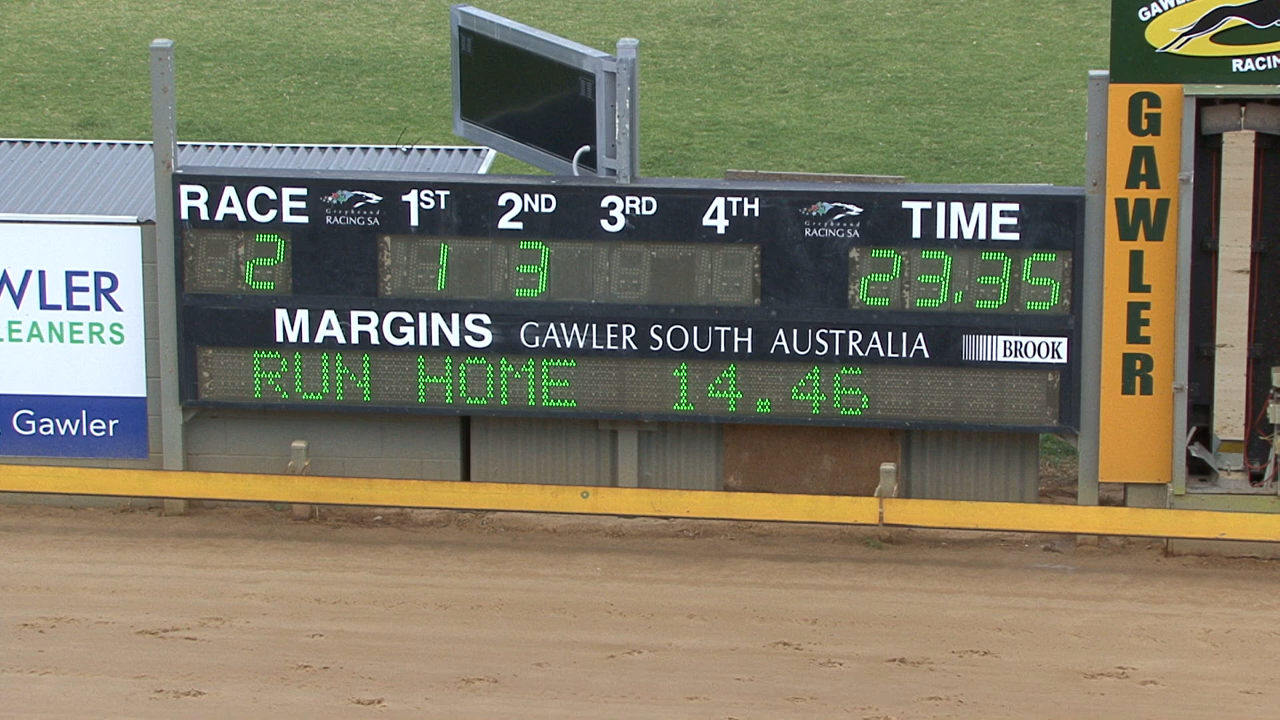 GAWLER
RACIN
GAWLER
RACE 1ST 2ND 3RD 4TH TIME
Greyhound
RACING SA
Greyhound
RACING SA
2 1 3 23.35
MARGINS GAWLER SOUTH AUSTRALIA BROOK
RUN HOME 14.46
WLER
LEANERS
Gawler